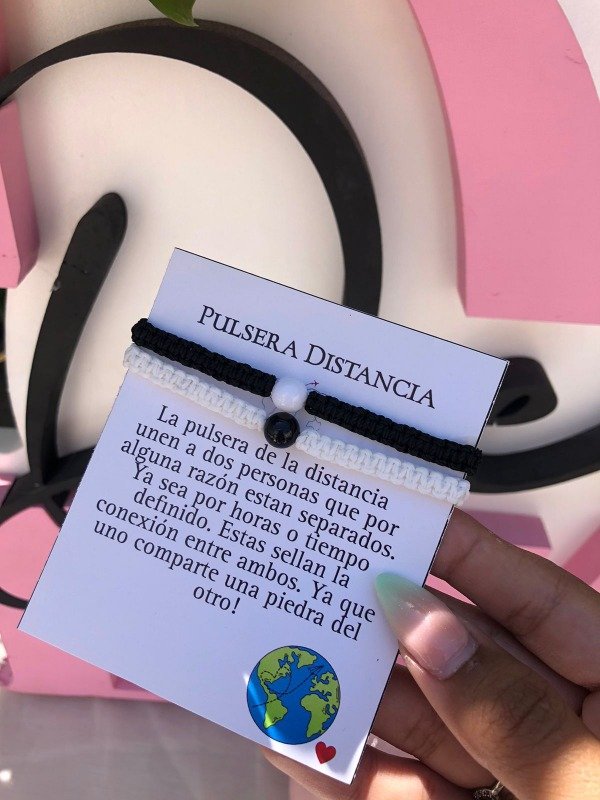 PULSERA DISTANCIA
La pulsera de la distancia
unen a dos personas que por
alguna razón estan separados.
Ya sea por horas o tiempo
definido. Estas sellan la
conexión entre ambos. Ya que
uno comparte una piedra del
otro!